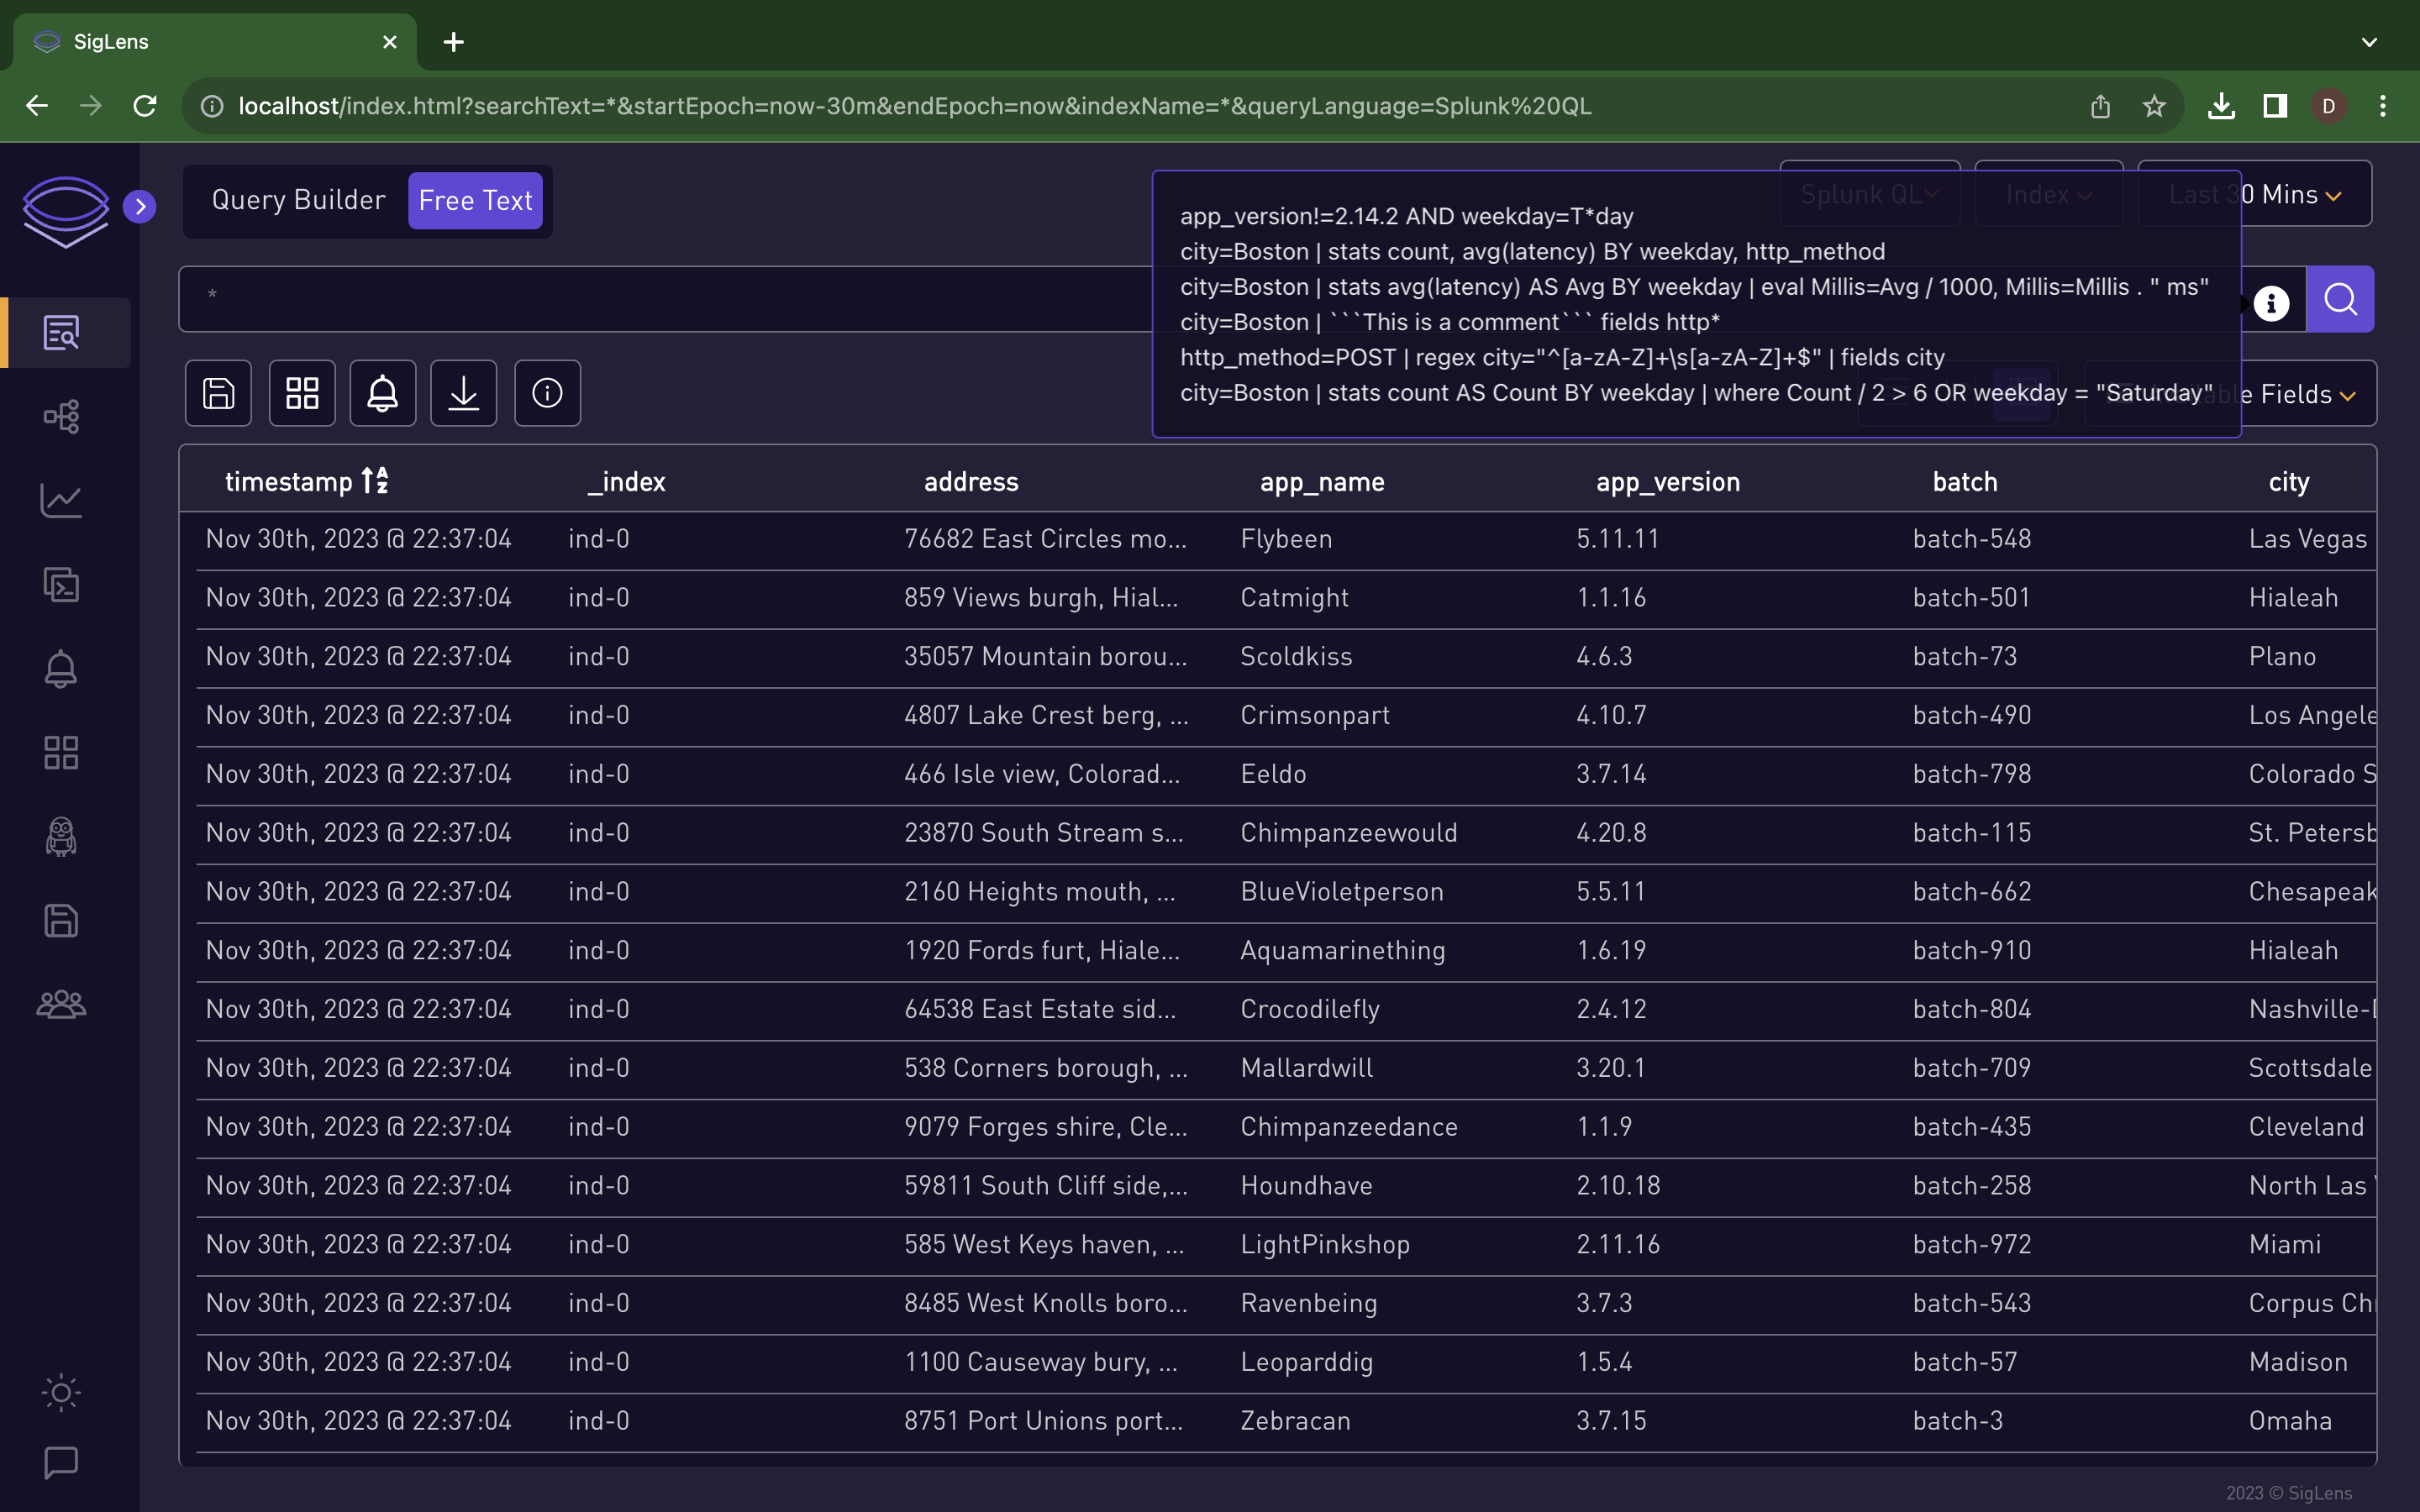 SigLens
localhost/index.html?searchText=*&startEpoch=now-30m&endEpoch=now&indexName=*&queryLanguage=Splunk%20QL
D
Query Builder Free Text
Splunk QL Index Last 30 Mins
*
app_version!=2.14.2 AND weekday=T*day
city=Boston | stats count, avg(latency) BY weekday, http_method
city=Boston | stats avg(latency) AS Avg BY weekday | eval Millis=Avg / 1000, Millis=Millis . " ms"
city=Boston | ```This is a comment``` fields http*
http_method=POST | regex city="^[a-zA-Z]+\s[a-zA-Z]+$" | fields city
city=Boston | stats count AS Count BY weekday | where Count / 2 > 6 OR weekday = "Saturday"
Fields
timestamp _index address app_name app_version batch city
Nov 30th, 2023 @ 22:37:04 ind-0 76682 East Circles mo... Flybeen 5.11.11 batch-548 Las Vegas
Nov 30th, 2023 @ 22:37:04 ind-0 859 Views burgh, Hial... Catmight 1.1.16 batch-501 Hialeah
Nov 30th, 2023 @ 22:37:04 ind-0 35057 Mountain borou... Scoldkiss 4.6.3 batch-73 Plano
Nov 30th, 2023 @ 22:37:04 ind-0 4807 Lake Crest berg, ... Crimsonpart 4.10.7 batch-490 Los Angele
Nov 30th, 2023 @ 22:37:04 ind-0 466 Isle view, Colorad... Eeldo 3.7.14 batch-798 Colorado S
Nov 30th, 2023 @ 22:37:04 ind-0 23870 South Stream s... Chimpanzeewould 4.20.8 batch-115 St. Petersb
Nov 30th, 2023 @ 22:37:04 ind-0 2160 Heights mouth, ... BlueVioletperson 5.5.11 batch-662 Chesapeak
Nov 30th, 2023 @ 22:37:04 ind-0 1920 Fords furt, Hiale... Aquamarinething 1.6.19 batch-910 Hialeah
Nov 30th, 2023 @ 22:37:04 ind-0 64538 East Estate sid... Crocodilefly 2.4.12 batch-804 Nashville-
Nov 30th, 2023 @ 22:37:04 ind-0 538 Corners borough, ... Mallardwill 3.20.1 batch-709 Scottsdale
Nov 30th, 2023 @ 22:37:04 ind-0 9079 Forges shire, Cle... Chimpanzeedance 1.1.9 batch-435 Cleveland
Nov 30th, 2023 @ 22:37:04 ind-0 59811 South Cliff side,... Houndhave 2.10.18 batch-258 North Las
Nov 30th, 2023 @ 22:37:04 ind-0 585 West Keys haven, ... LightPinkshop 2.11.16 batch-972 Miami
Nov 30th, 2023 @ 22:37:04 ind-0 8485 West Knolls boro... Ravenbeing 3.7.3 batch-543 Corpus Ch
Nov 30th, 2023 @ 22:37:04 ind-0 1100 Causeway bury, ... Leoparddig 1.5.4 batch-57 Madison
Nov 30th, 2023 @ 22:37:04 ind-0 8751 Port Unions port... Zebracan 3.7.15 batch-3 Omaha
2023 © SigLens